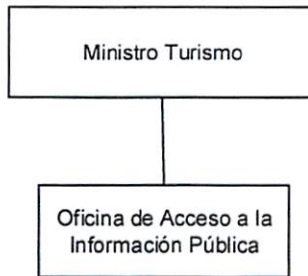 Ministro Turismo
Oficina de Acceso a la
Información Pública